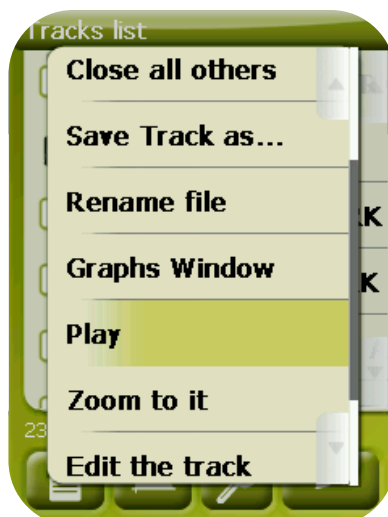 Tracks list
Close all others
Save Track as...
Rename file
RK
Graphs Window
K
Play
Zoom to it
23
Edit the track